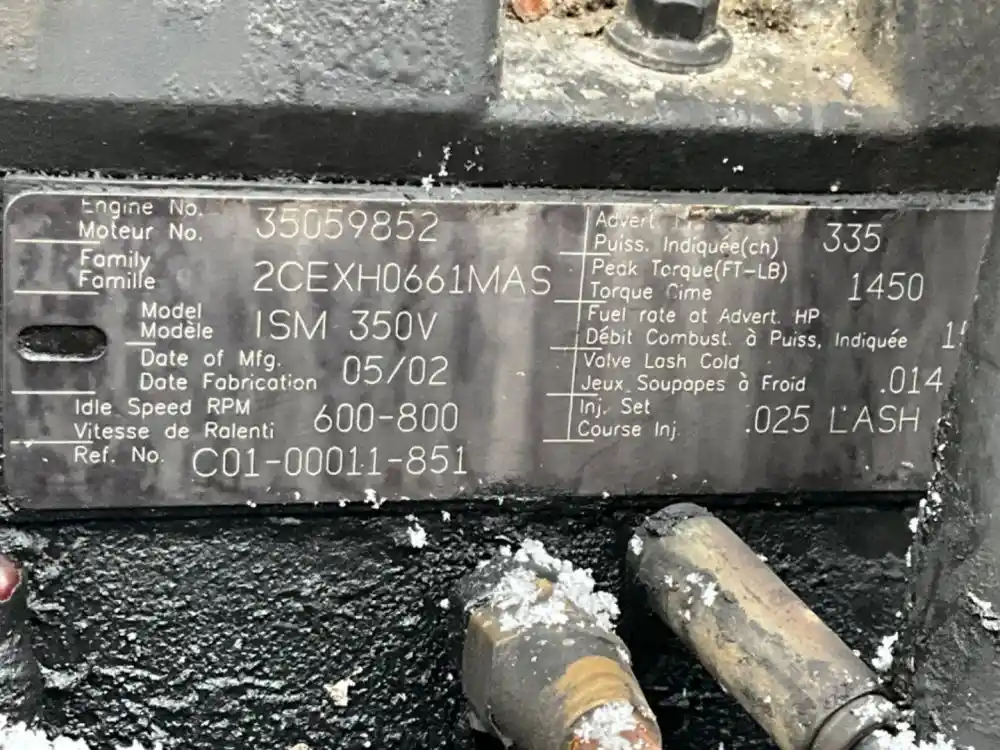 Engine No.
Moteur No. 35059852
Family
Famille 2CEXH0661MAS
Model
Modèle ISM 350V
Date of Mfg.
Date Fabrication 05/02
Idle Speed RPM
Vitesse de Ralenti 600-800
Ref. No. C01-00011-851
Advert
Puiss. Indiquée(ch) 335
Peak Torque(FT-LB)
Torque Cime 1450
Fuel rate at Advert. HP
Débit Combust. à Puiss, Indiquée
Valve Lash Cold
Jeux Soupapes à Froid .014
Inj. Set
Course Inj. .025 LASH